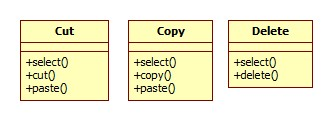 Cut
+select()
+cut()
+paste()
Copy
+select()
+copy()
+paste()
Delete
+select()
+delete()